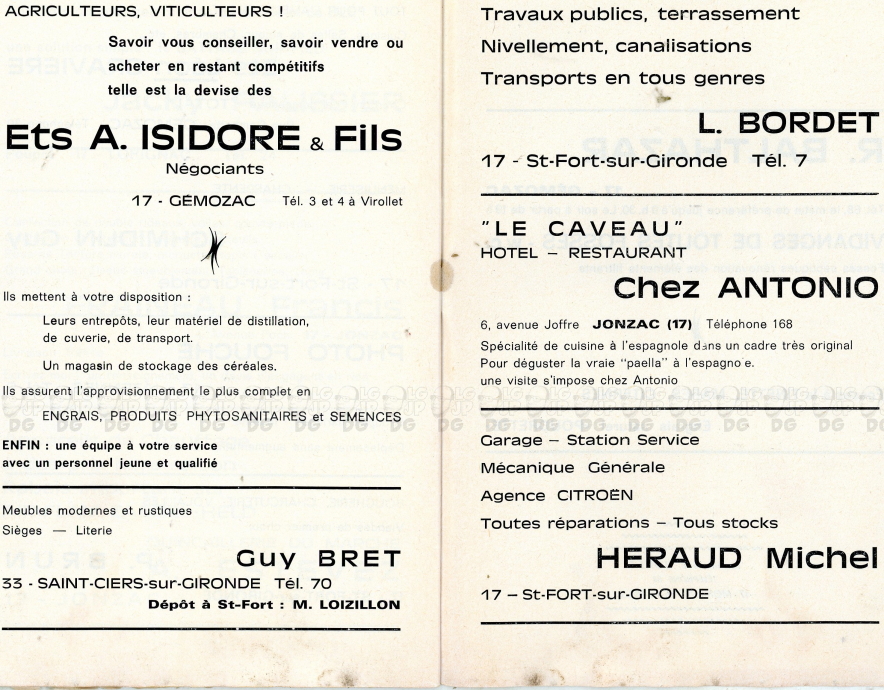 AGRICULTEURS, VITICULTEURS !
Savoir vous conseiller, savoir vendre ou
acheter en restant compétitifs
telle est la devise des
Ets A. ISIDORE & Fils
Négociants
17 - GÉMOZAC Tél. 3 et 4 à Virollet
Ils mettent à votre disposition :
Leurs entrepôts, leur matériel de distillation,
de cuverie, de transport.
Un magasin de stockage des céréales.
Ils assurent l'approvisionnement le plus complet en
ENGRAIS, PRODUITS PHYTOSANITAIRES et SEMENCES
ENFIN : une équipe à votre service
avec un personnel jeune et qualifié
Meubles modernes et rustiques
Sièges — Literie
Guy BRET
33 - SAINT-CIERS-sur-GIRONDE Tél. 70
Dépôt à St-Fort : M. LOIZILLON
Travaux publics, terrassement
Nivellement, canalisations
Transports en tous genres
L. BORDET
17 - St-Fort-sur-Gironde Tél. 7
"LE CAVEAU"
HOTEL – RESTAURANT
Chez ANTONIO
6, avenue Joffre JONZAC (17) Téléphone 168
Spécialité de cuisine à l'espagnole dans un cadre très original
Pour déguster la vraie "paella" à l'espagnole.
une visite s'impose chez Antonio
Garage – Station Service
Mécanique Générale
Agence CITROËN
Toutes réparations – Tous stocks
HERAUD Michel
17 – St-FORT-sur-GIRONDE